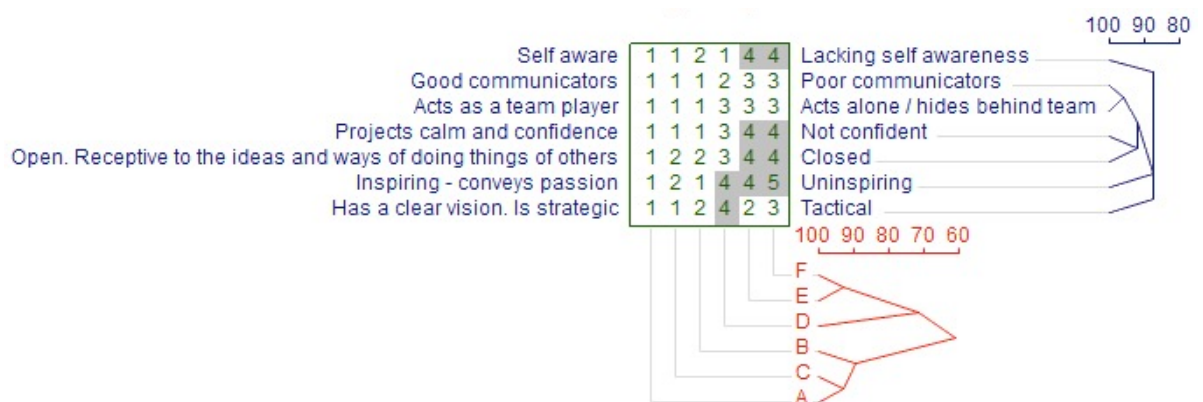 100 90 80
Self aware 1 1 2 1 4 4 Lacking self awareness
Good communicators 1 1 1 2 3 3 Poor communicators
Acts as a team player 1 1 1 3 3 3 Acts alone / hides behind team
Projects calm and confidence 1 1 1 3 4 4 Not confident
Open. Receptive to the ideas and ways of doing things of others 1 2 2 3 4 4 Closed
Inspiring - conveys passion 1 2 1 4 4 5 Uninspiring
Has a clear vision. Is strategic 1 1 2 4 2 3 Tactical
100 90 80 70 60
F
E
D
B
C
A